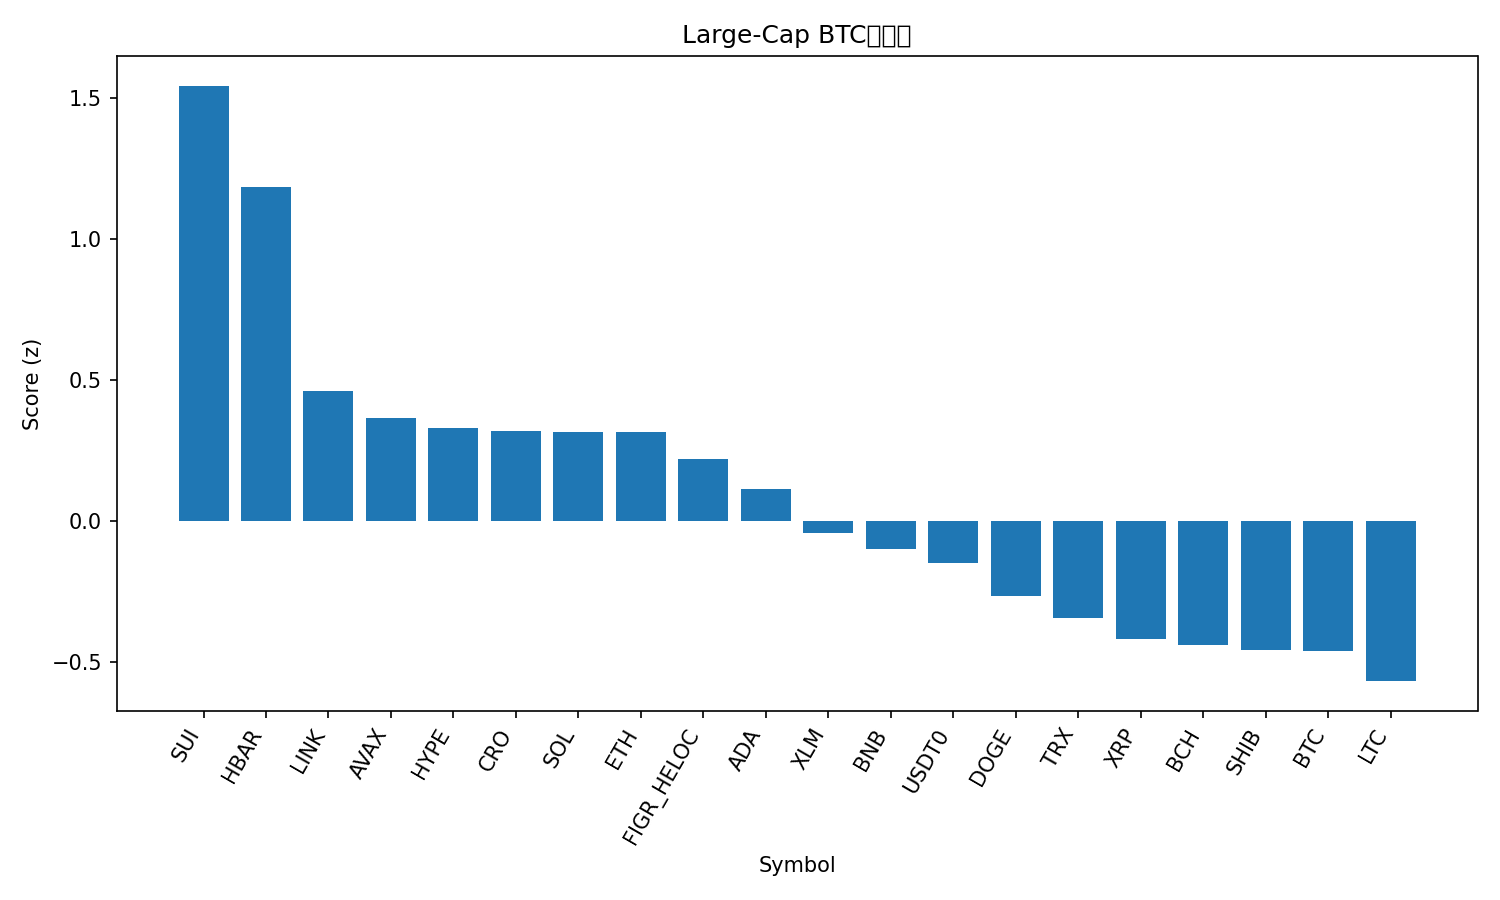 Large-Cap BTC
Score (z)
1.5
1.0
0.5
0.0
−0.5
SUI
HBAR
LINK
AVAX
HYPE
CRO
SOL
ETH
FIGR_HELOC
ADA
XLM
BNB
USDT0
DOGE
TRX
XRP
BCH
SHIB
BTC
LTC
Symbol